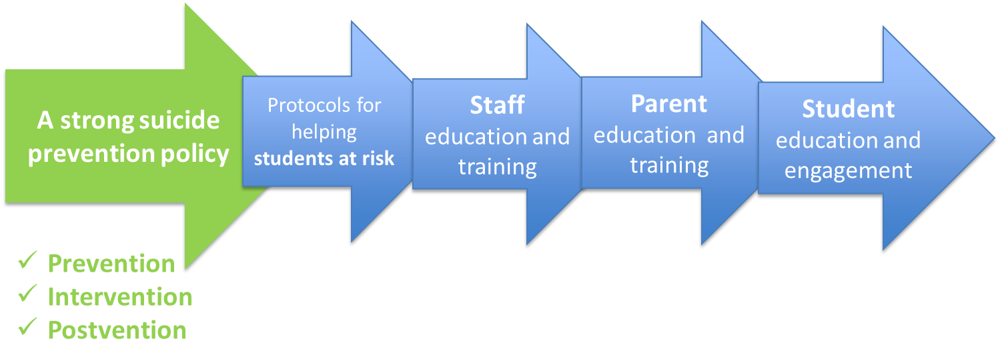 A strong suicide
prevention policy
Protocols for
helping
students at risk
Staff
education and
training
Parent
education and
training
Student
education and
engagement
✓ Prevention
✓ Intervention
✓ Postvention